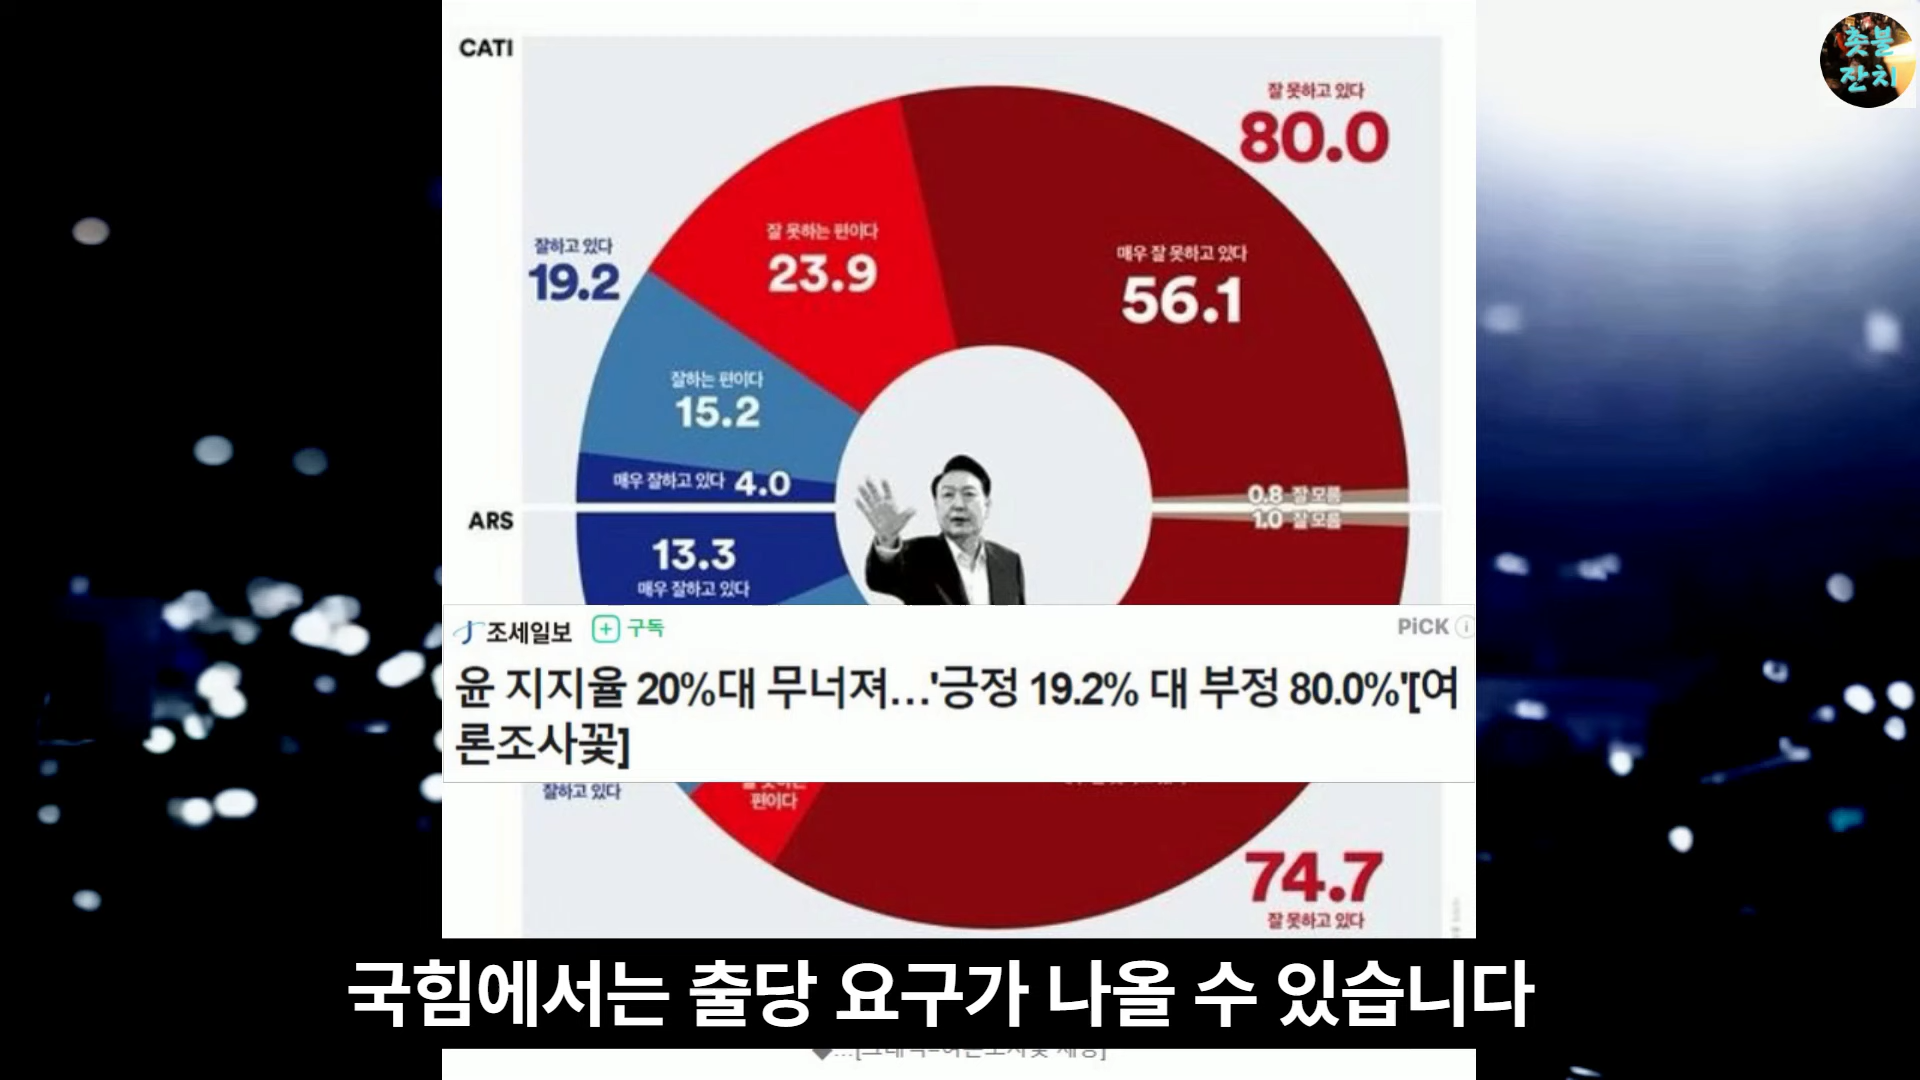 CATI
촛불
잔치
잘 못하고 있다
80.0
잘하고 있다
19.2
잘 못하는 편이다
23.9
매우 잘 못하고 있다
56.1
잘하는 편이다
15.2
매우 잘하고 있다 4.0
0.8 잘 모름
ARS
1.0 잘 모름
13.3
매우 잘하고 있다
조세일보 구독
PiCK
윤 지지율 20%대 무너져...'긍정 19.2% 대 부정 80.0%'[여
론조사꽃]
잘하고 있다
편이다
74.7
잘 못하고 있다
국힘에서는 출당 요구가 나올 수 있습니다